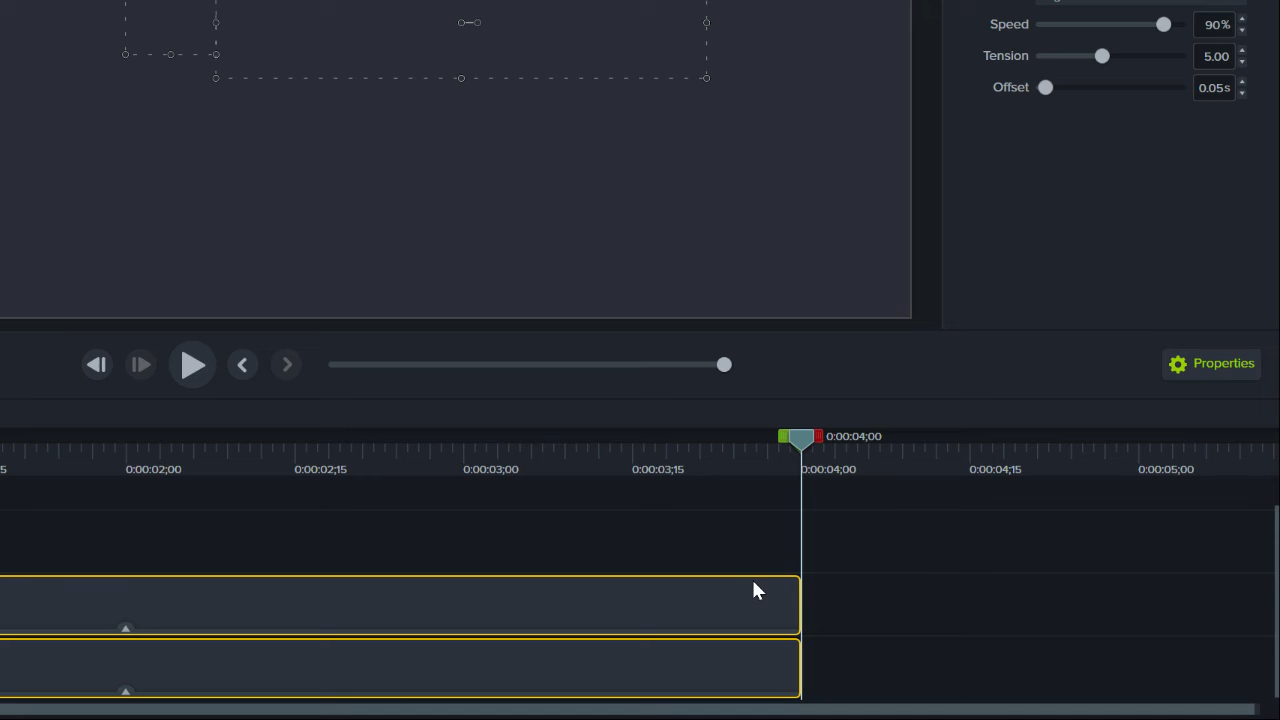 Speed 90%
Tension 5.00
Offset 0.05s
Properties
0:00:04;00
5 0:00:02;00 0:00:02;15 0:00:03;00 0:00:03;15 0:00:04;00 0:00:04;15 0:00:05;00